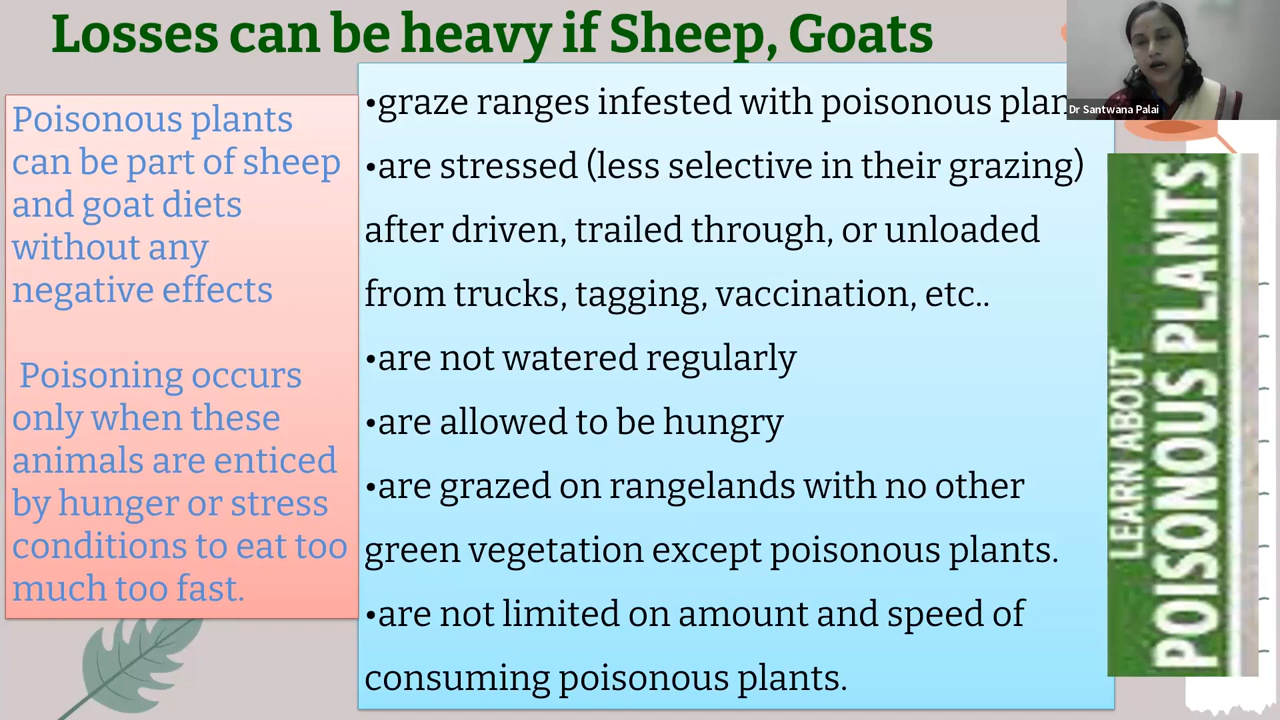 Losses can be heavy if Sheep, Goats
Poisonous plants
can be part of sheep
and goat diets
without any
negative effects
Poisoning occurs
only when these
animals are enticed
by hunger or stress
conditions to eat too
much too fast.
•graze ranges infested with poisonous plan
•are stressed (less selective in their grazing)
after driven, trailed through, or unloaded
from trucks, tagging, vaccination, etc..
•are not watered regularly
•are allowed to be hungry
•are grazed on rangelands with no other
green vegetation except poisonous plants.
•are not limited on amount and speed of
consuming poisonous plants.
Dr Santwana Palai
LEARN ABOUT
POISONOUS PLANTS